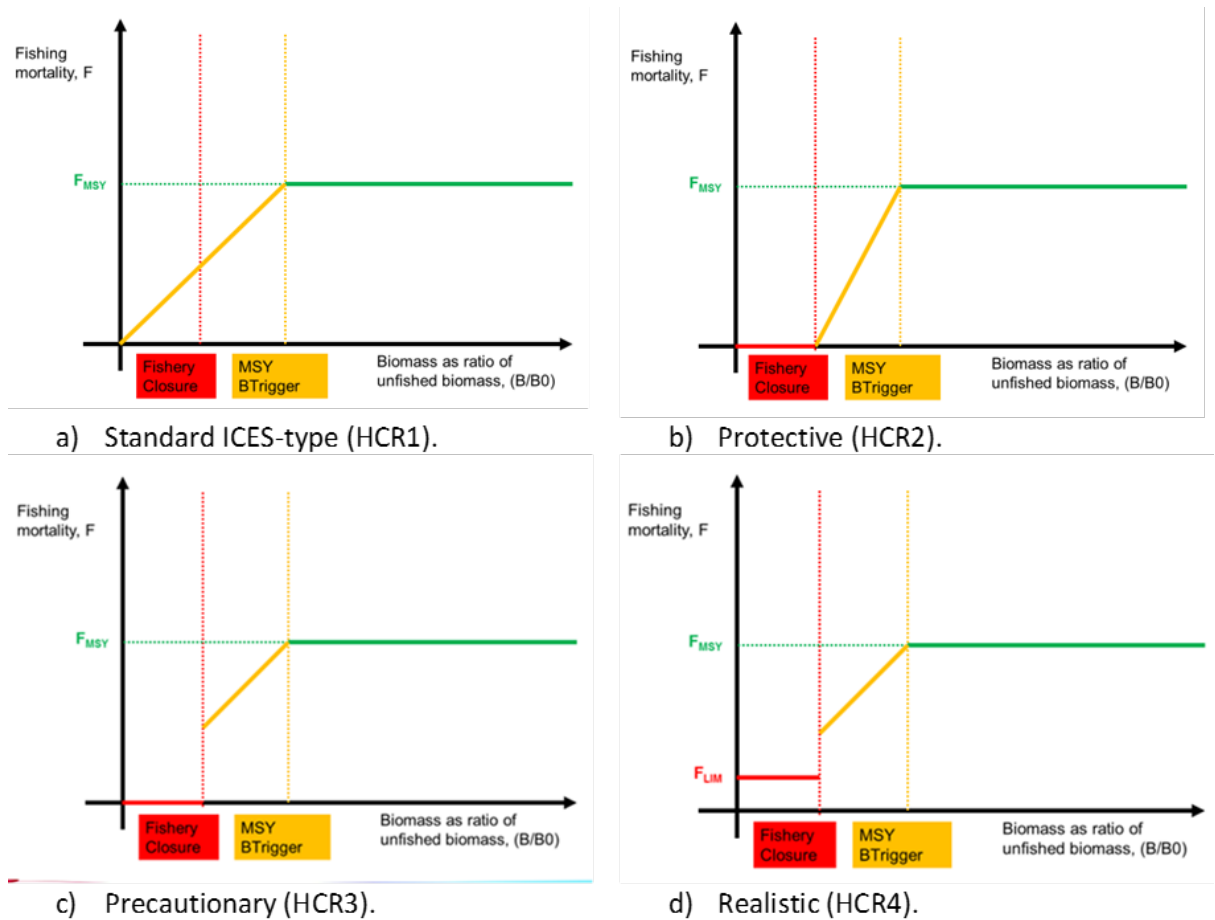 Fishing
mortality, F
FMSY
Fishery
Closure
MSY
BTrigger
Biomass as ratio of
unfished biomass, (B/B0)
a) Standard ICES-type (HCR1).
Fishing
mortality, F
FMSY
Fishery
Closure
MSY
BTrigger
Biomass as ratio of
unfished biomass, (B/B0)
b) Protective (HCR2).
Fishing
mortality, F
FMSY
Fishery
Closure
MSY
BTrigger
Biomass as ratio of
unfished biomass, (B/B0)
c) Precautionary (HCR3).
Fishing
mortality, F
FMSY
FLIM
Fishery
Closure
MSY
BTrigger
Biomass as ratio of
unfished biomass, (B/B0)
d) Realistic (HCR4).